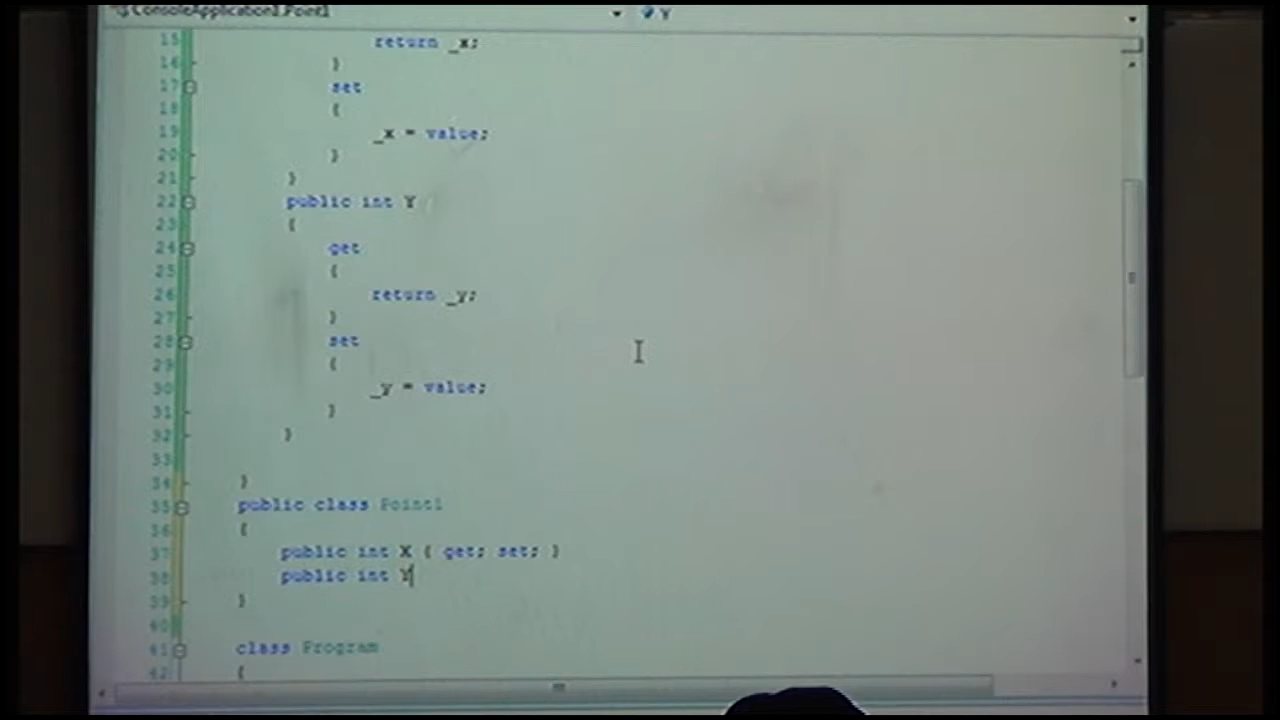 ConsoleApplication1.Point1
Y
15 return _x;
16 }
17 set
18 {
19 _x = value;
20 }
21 }
22 public int Y
23 {
24 get
25 {
26 return _y;
27 }
28 set
29 {
30 _y = value;
31 }
32 }
33
34 }
35 public class Point1
36 {
37 public int X { get; set; }
38 public int Y
39 }
40
41 class Program
42 {